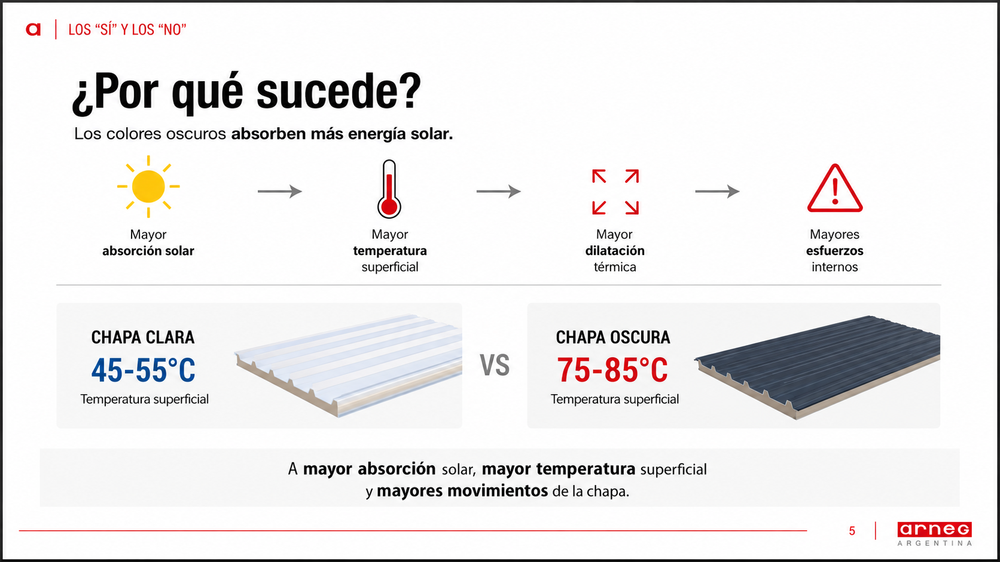 a | LOS “SÍ” Y LOS “NO”
¿Por qué sucede?
Los colores oscuros absorben más energía solar.
Mayor
absorción solar
Mayor
temperatura
superficial
Mayor
dilatación
térmica
Mayores
esfuerzos
internos
CHAPA CLARA
45-55°C
Temperatura superficial
VS
CHAPA OSCURA
75-85°C
Temperatura superficial
A mayor absorción solar, mayor temperatura superficial
y mayores movimientos de la chapa.
5
arneg
ARGENTINA